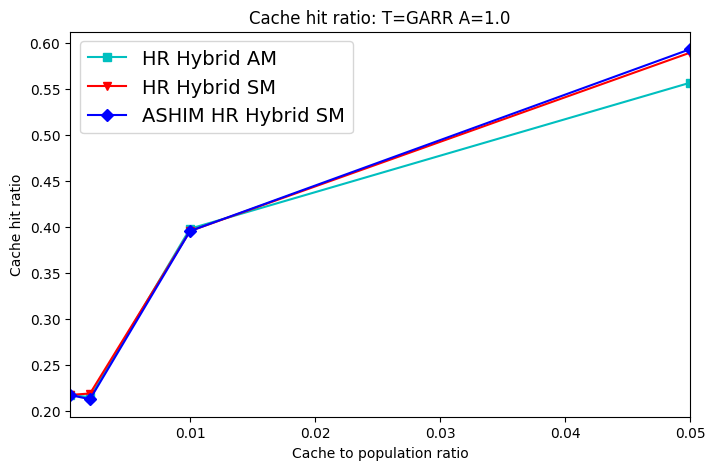 Cache hit ratio: T=GARR A=1.0
HR Hybrid AM
HR Hybrid SM
ASHIM HR Hybrid SM
Cache hit ratio
0.60
0.55
0.50
0.45
0.40
0.35
0.30
0.25
0.20
0.01 0.02 0.03 0.04 0.05
Cache to population ratio